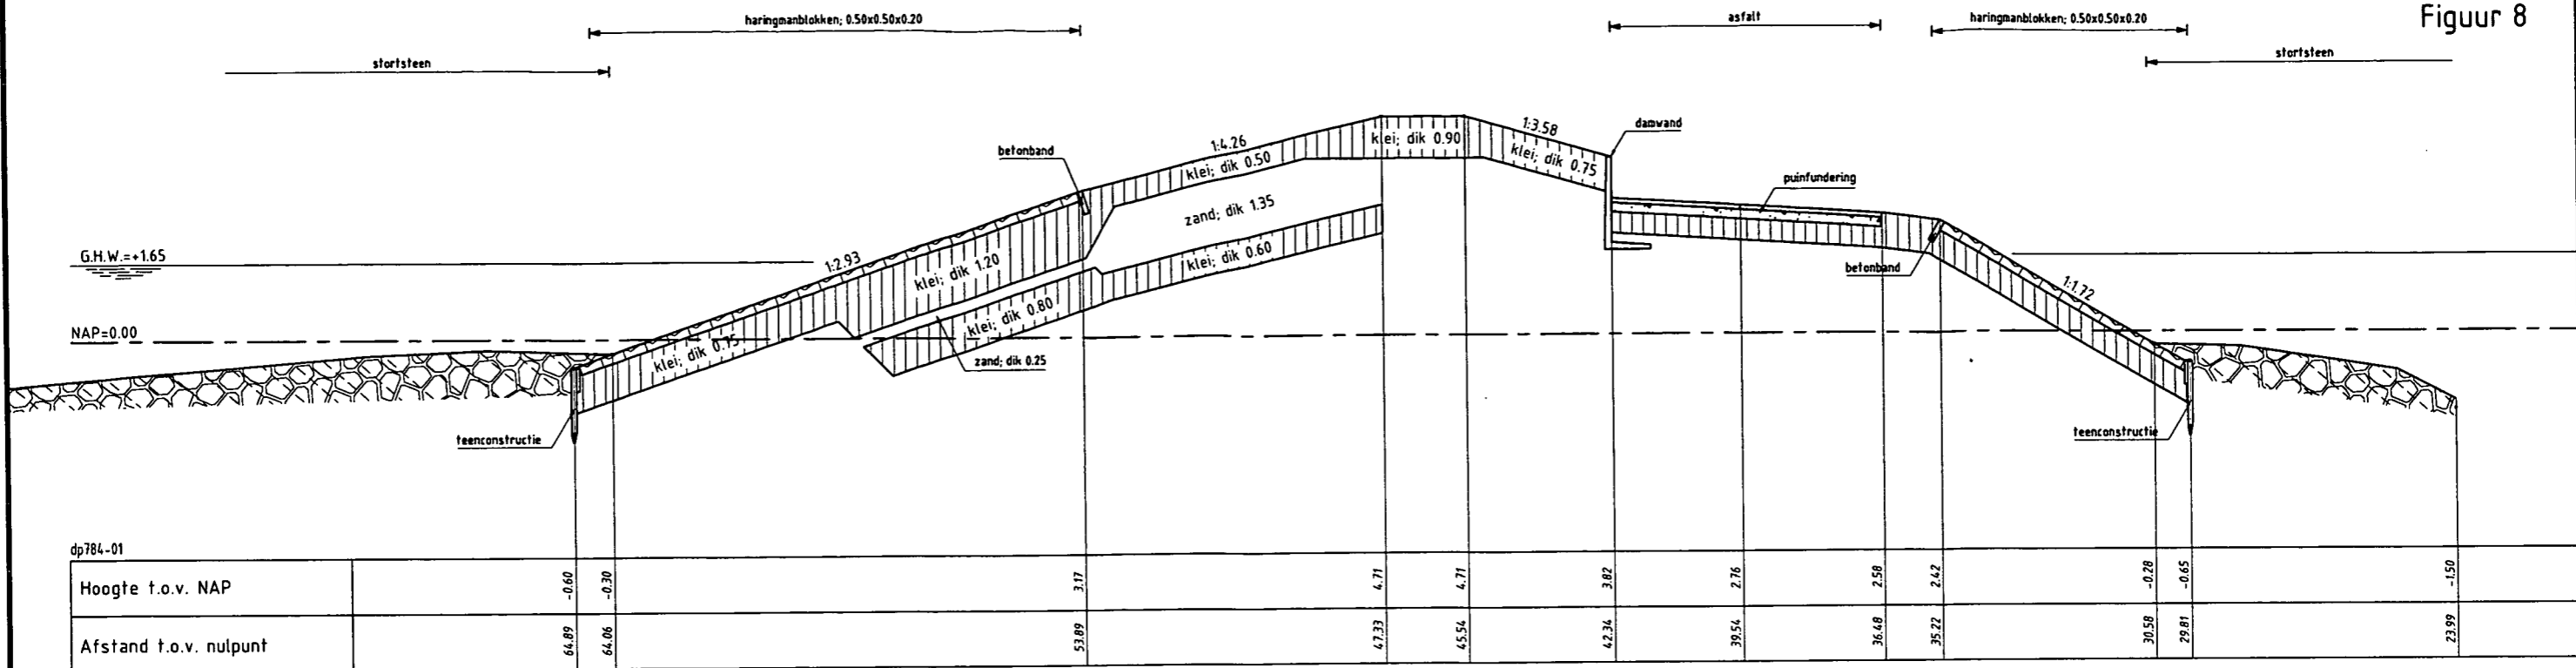 Figuur 8
haringmanblokken; 0.50x0.50x0.20
asfalt
haringmanblokken; 0.50x0.50x0.20
stortsteen
stortsteen
1:3.58
damwand
1:4.26
klei; dik 0.90
betonband
klei; dik 0.50
klei; dik 0.75
puinfundering
zand; dik 1.35
G.H.W.=+1.65
1:2.93
klei; dik 1.20
klei; dik 0.60
betonband
1:1.72
klei; dik 0.80
NAP=0.00
klei; dik 0.75
zand; dik 0.25
teenconstructie
teenconstructie
dp784-01
Hoogte t.o.v. NAP -0.60 -0.30 3.17 4.71 4.71 3.82 2.76 2.58 2.42 -0.28 -0.65 -1.50
Afstand t.o.v. nulpunt 64.89 64.06 53.89 47.33 45.54 42.34 39.54 36.48 35.22 30.58 29.81 23.99